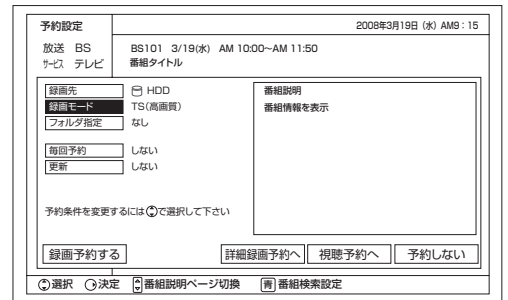 予約設定 2008年3月19日 (水) AM9：15
放送 BS BS101 3/19(水) AM 10:00~AM 11:50
サービス テレビ 番組タイトル
録画先 HDD 番組説明
録画モード TS(高画質) 番組情報を表示
フォルダ指定 なし
毎回予約 しない
更新 しない
予約条件を変更するには で選択して下さい
録画予約する 詳細録画予約へ 視聴予約へ 予約しない
選択 決定 番組説明ページ切換 青 番組検索設定